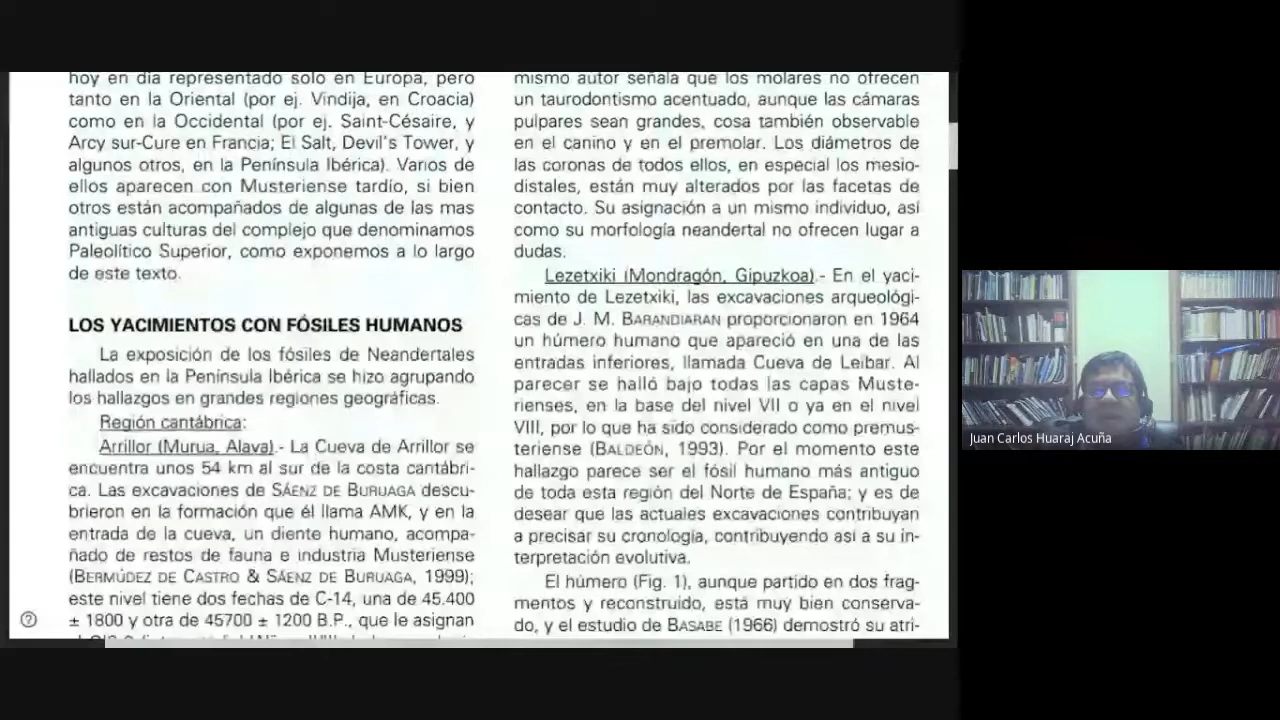 hoy en día representado solo en Europa, pero
tanto en la Oriental (por ej. Vindija, en Croacia)
como en la Occidental (por ej. Saint-Césaire, y
Arcy sur-Cure en Francia; El Salt, Devil's Tower, y
algunos otros, en la Península Ibérica). Varios de
ellos aparecen con Musteriense tardío, si bien
otros están acompañados de algunas de las mas
antiguas culturas del complejo que denominamos
Paleolítico Superior, como exponemos a lo largo
de este texto.
LOS YACIMIENTOS CON FÓSILES HUMANOS
La exposición de los fósiles de Neandertales
hallados en la Península Ibérica se hizo agrupando
los hallazgos en grandes regiones geográficas.
Región cantábrica:
Arrillor (Murua, Alava).- La Cueva de Arrillor se
encuentra unos 54 km al sur de la costa cantábri-
ca. Las excavaciones de SÁENZ DE BURUAGA descu-
brieron en la formación que él llama AMK, y en la
entrada de la cueva, un diente humano, acompa-
ñado de restos de fauna e industria Musteriense
(BERMÚDEZ DE CASTRO & SÁENZ DE BURUAGA, 1999);
este nivel tiene dos fechas de C-14, una de 45.400
± 1800 y otra de 45700 ± 1200 B.P., que le asignan
mismo autor señala que los molares no ofrecen
un taurodontismo acentuado, aunque las cámaras
pulpares sean grandes, cosa también observable
en el canino y en el premolar. Los diámetros de
las coronas de todos ellos, en especial los mesio-
distales, están muy alterados por las facetas de
contacto. Su asignación a un mismo individuo, así
como su morfología neandertal no ofrecen lugar a
dudas.
Lezetxiki (Mondragón, Gipuzkoa).- En el yaci-
miento de Lezetxiki, las excavaciones arqueológi-
cas de J. M. BARANDIARAN proporcionaron en 1964
un húmero humano que apareció en una de las
entradas inferiores, llamada Cueva de Leibar. Al
parecer se halló bajo todas las capas Muste-
rienses, en la base del nivel VII o ya en el nivel
VIII, por lo que ha sido considerado como premus-
teriense (BALDEÓN, 1993). Por el momento este
hallazgo parece ser el fósil humano más antiguo
de toda esta región del Norte de España; y es de
desear que las actuales excavaciones contribuyan
a precisar su cronología, contribuyendo así a su in-
terpretación evolutiva.
El húmero (Fig. 1), aunque partido en dos frag-
mentos y reconstruido, está muy bien conserva-
do, y el estudio de BASABE (1966) demostró su atri-
Juan Carlos Huaraj Acuña